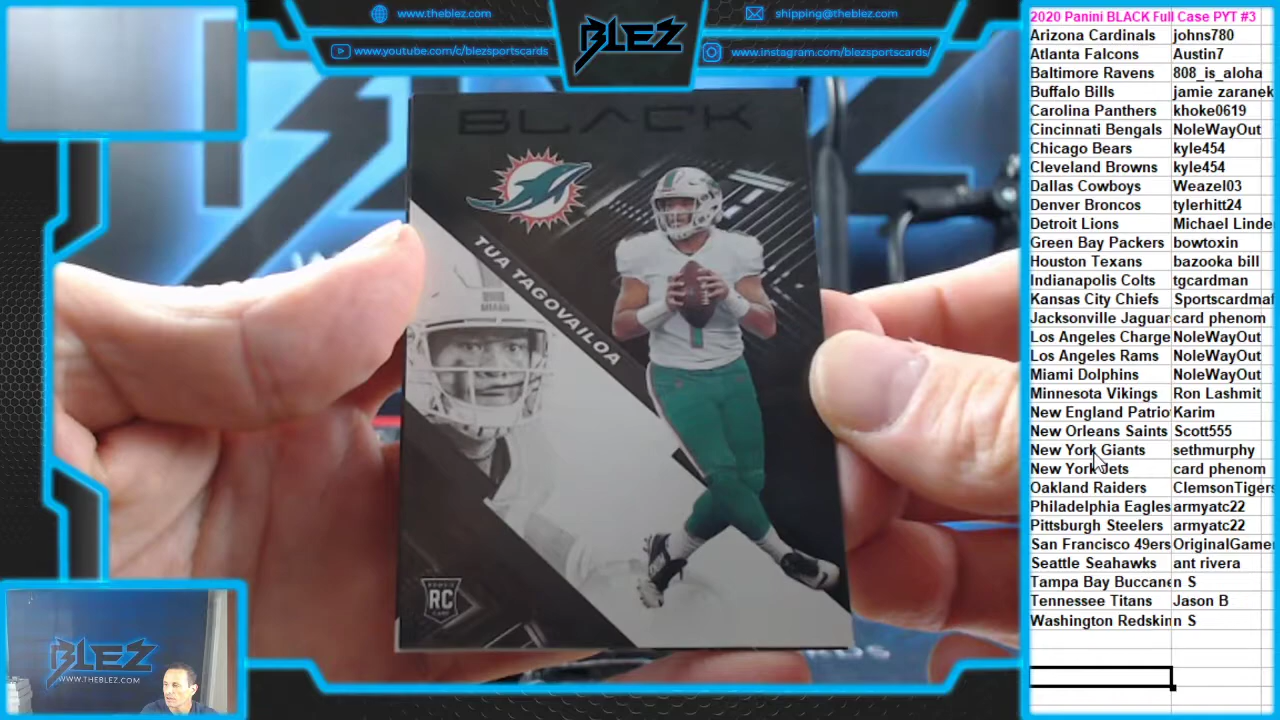 www.theblez.com
www.youtube.com/c/blezsportscards
BLEZ
shipping@theblez.com
www.instagram.com/blezsportscards/
BLACK
TUA TAGOVAILOA
RC
BLEZ
WWW.THEBLEZ.COM
2020 Panini BLACK Full Case PYT #3
Arizona Cardinals johns780
Atlanta Falcons Austin7
Baltimore Ravens 808_is_aloha
Buffalo Bills jamie zaranek
Carolina Panthers khoke0619
Cincinnati Bengals NoleWayOut
Chicago Bears kyle454
Cleveland Browns kyle454
Dallas Cowboys Weazel03
Denver Broncos tylerhitt24
Detroit Lions Michael Linde
Green Bay Packers bowtoxin
Houston Texans bazooka bill
Indianapolis Colts tgcardman
Kansas City Chiefs Sportscardma
Jacksonville Jaguar card phenom
Los Angeles Charge NoleWayOut
Los Angeles Rams NoleWayOut
Miami Dolphins NoleWayOut
Minnesota Vikings Ron Lashmit
New England Patrio Karim
New Orleans Saints Scott555
New York Giants sethmurphy
New York Jets card phenom
Oakland Raiders ClemsonTigers
Philadelphia Eagles armyatc22
Pittsburgh Steelers armyatc22
San Francisco 49ers OriginalGamer
Seattle Seahawks ant rivera
Tampa Bay Buccane n S
Tennessee Titans Jason B
Washington Redskin n S